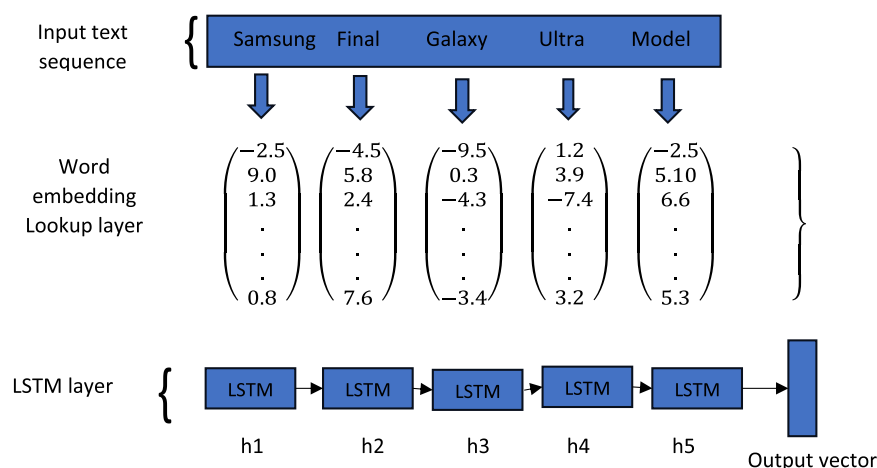 Input text
sequence
Samsung Final Galaxy Ultra Model
Word
embedding
Lookup layer
−2.5 −4.5 −9.5 1.2 −2.5
9.0 5.8 0.3 3.9 5.10
1.3 2.4 −4.3 −7.4 6.6
. . . . .
. . . . .
. . . . .
0.8 7.6 −3.4 3.2 5.3
LSTM layer
LSTM LSTM LSTM LSTM LSTM
h1 h2 h3 h4 h5
Output vector